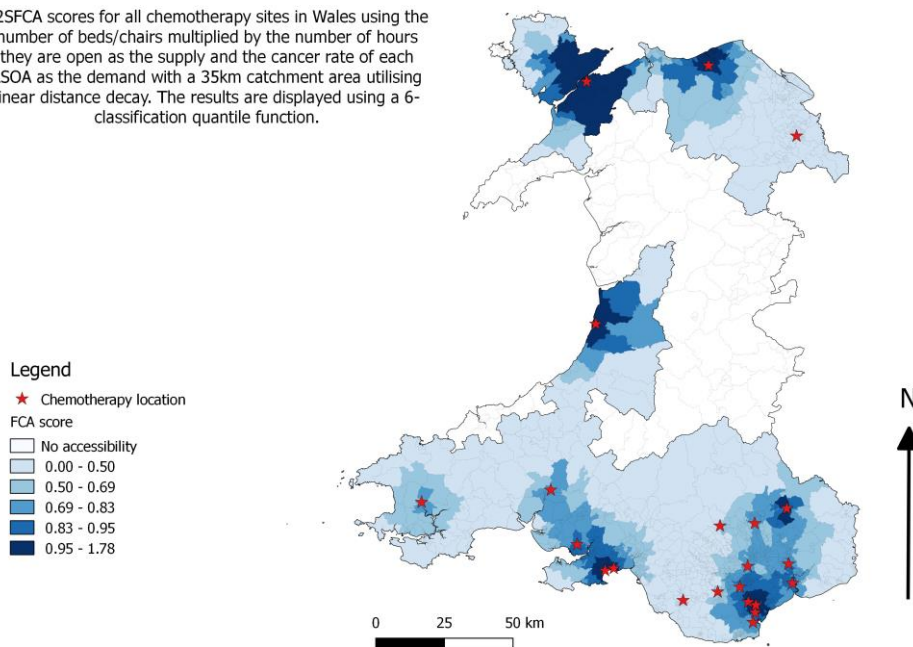 2SFCA scores for all chemotherapy sites in Wales using the
number of beds/chairs multiplied by the number of hours
they are open as the supply and the cancer rate of each
LSOA as the demand with a 35km catchment area utilising
linear distance decay. The results are displayed using a 6-
classification quantile function.
Legend
Chemotherapy location
FCA score
No accessibility
0.00 - 0.50
0.50 - 0.69
0.69 - 0.83
0.83 - 0.95
0.95 - 1.78
N
0 25 50 km